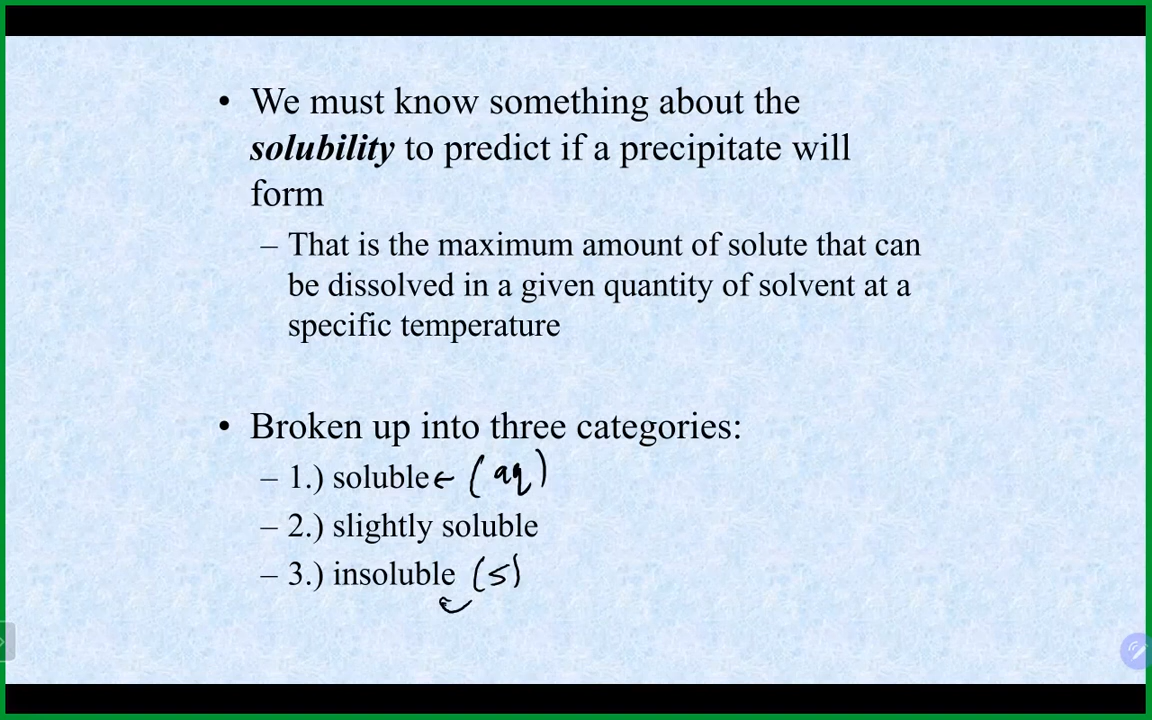 • We must know something about the
solubility to predict if a precipitate will
form
– That is the maximum amount of solute that can
be dissolved in a given quantity of solvent at a
specific temperature
• Broken up into three categories:
– 1.) soluble ← (aq)
– 2.) slightly soluble
– 3.) insoluble (s)